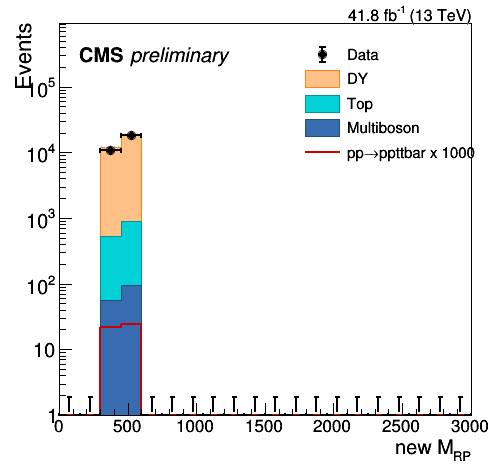 41.8 fb⁻¹ (13 TeV)
Events
CMS preliminary
Data
DY
Top
Multiboson
pp→ppttbar x 1000
10⁵
10⁴
10³
10²
10
1
0 500 1000 1500 2000 2500 3000
new M_RP